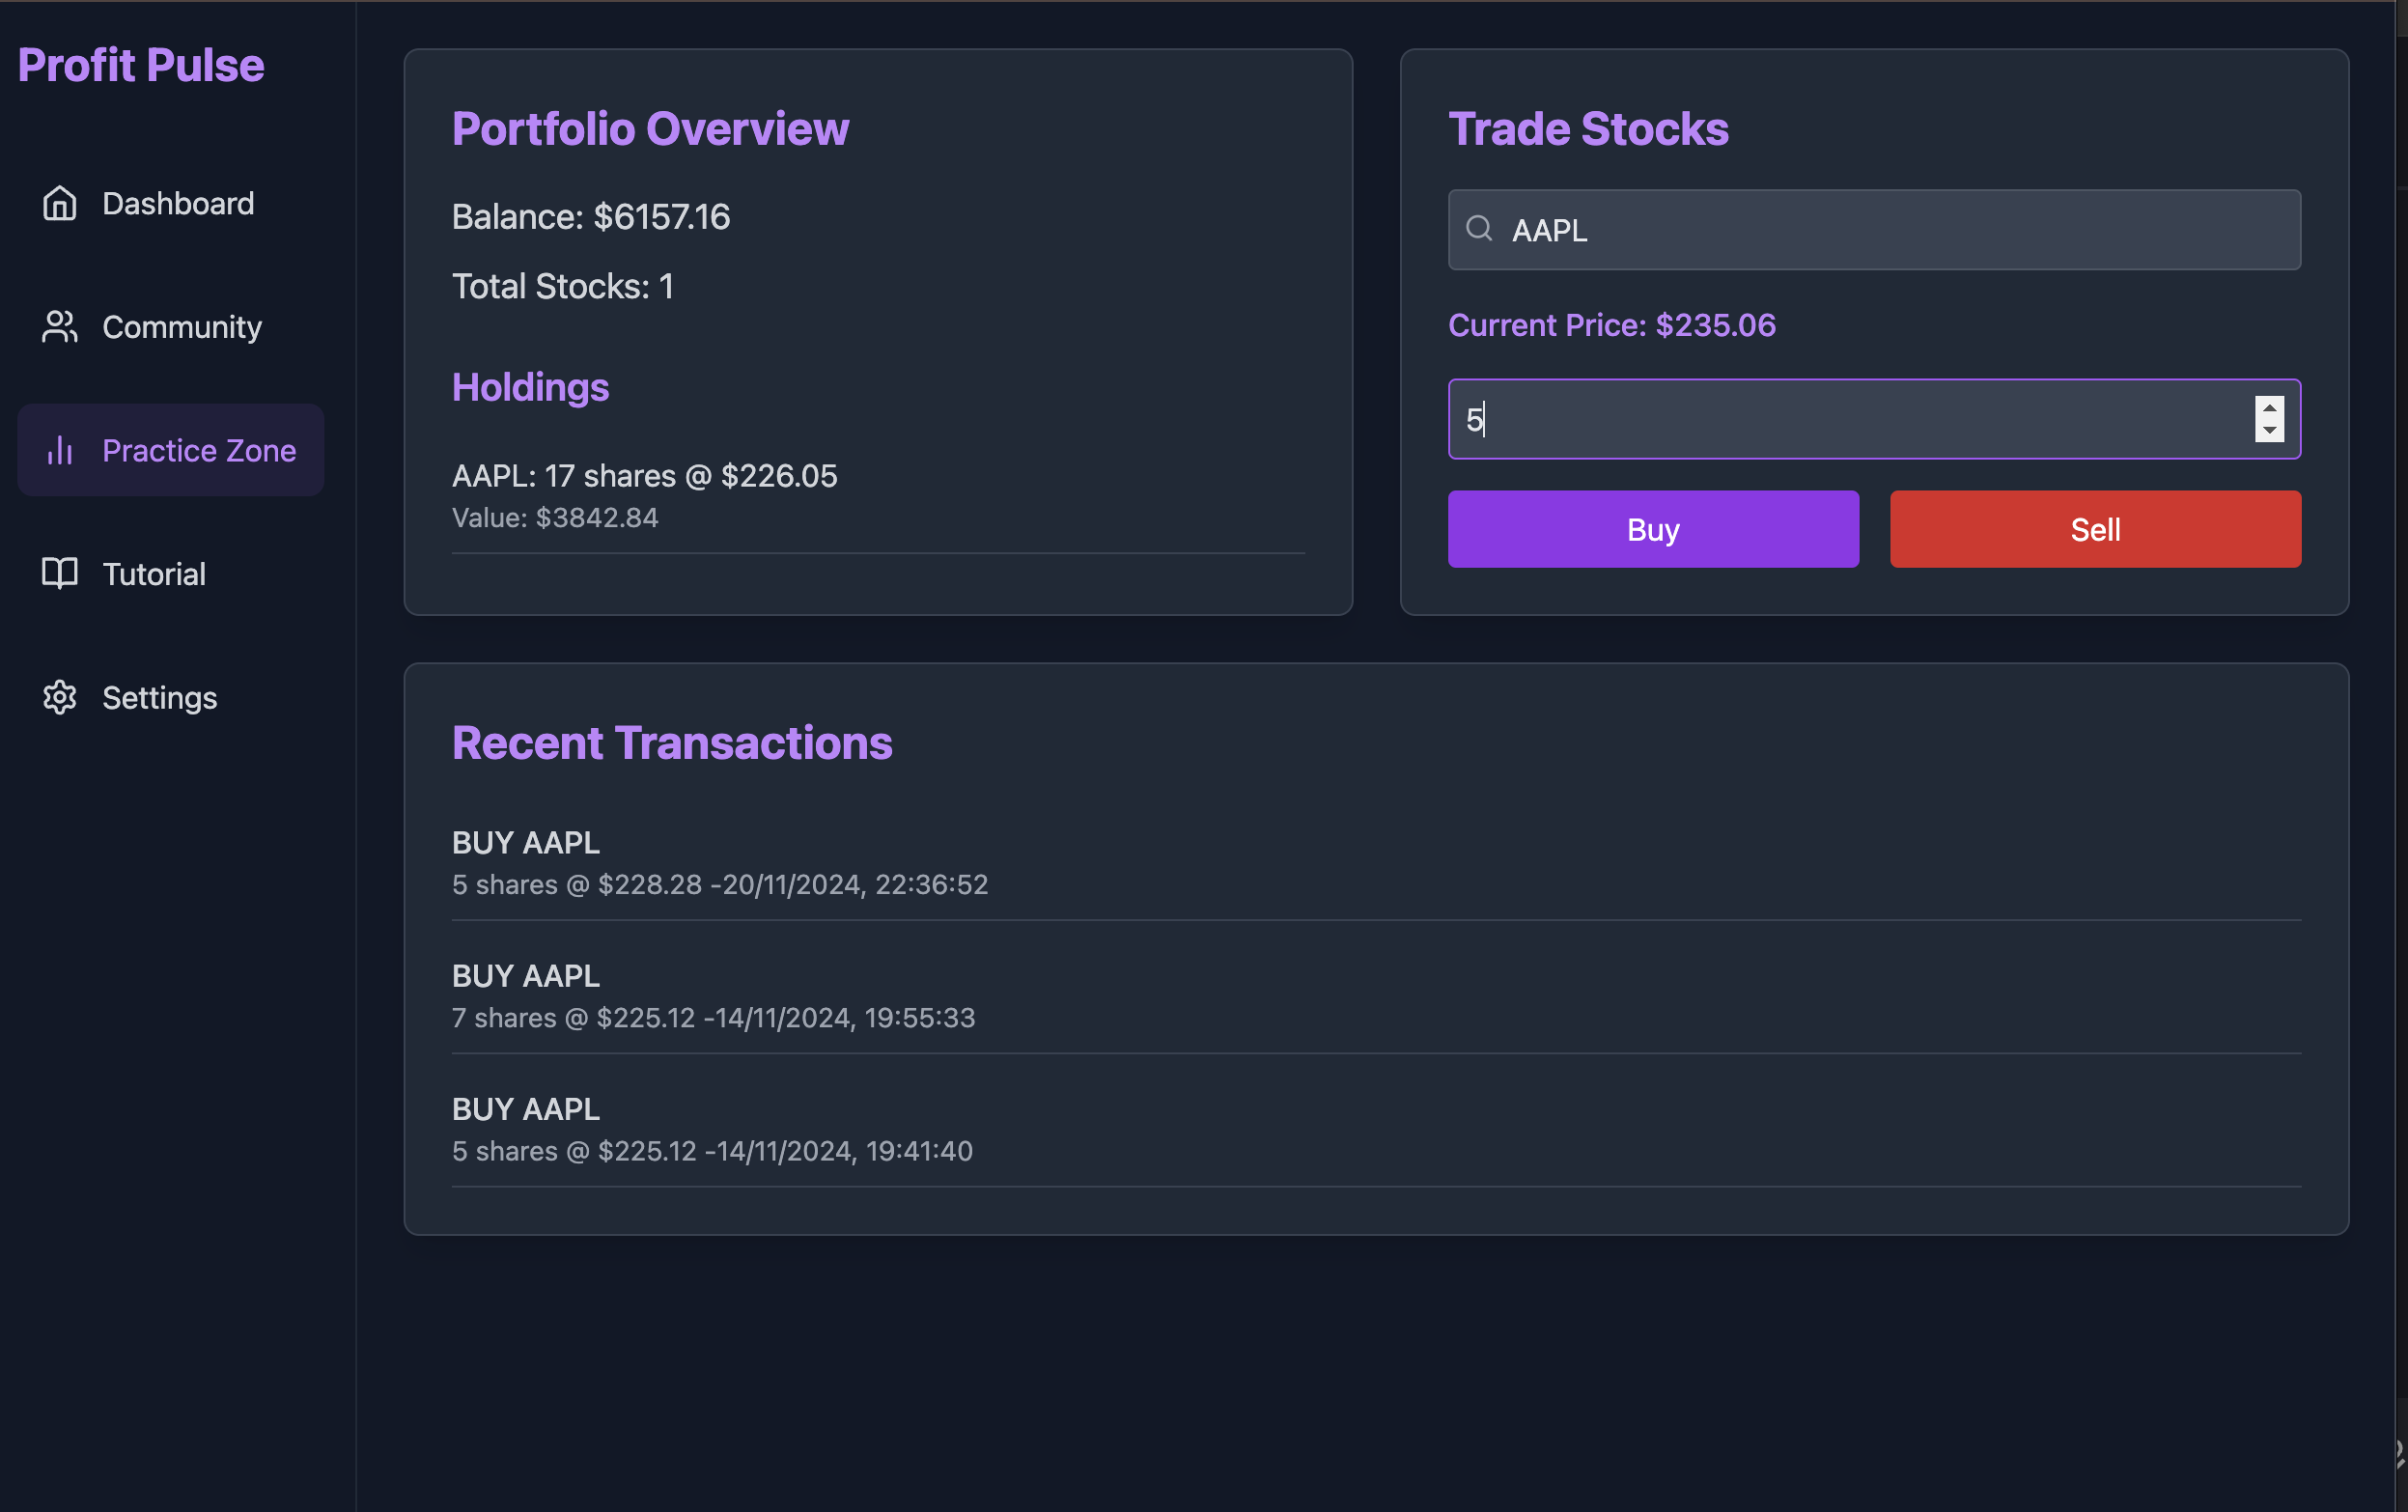 Profit Pulse
Dashboard
Community
Practice Zone
Tutorial
Settings
Portfolio Overview
Balance: $6157.16
Total Stocks: 1
Holdings
AAPL: 17 shares @ $226.05
Value: $3842.84
Trade Stocks
AAPL
Current Price: $235.06
5
Buy
Sell
Recent Transactions
BUY AAPL
5 shares @ $228.28 -20/11/2024, 22:36:52
BUY AAPL
7 shares @ $225.12 -14/11/2024, 19:55:33
BUY AAPL
5 shares @ $225.12 -14/11/2024, 19:41:40